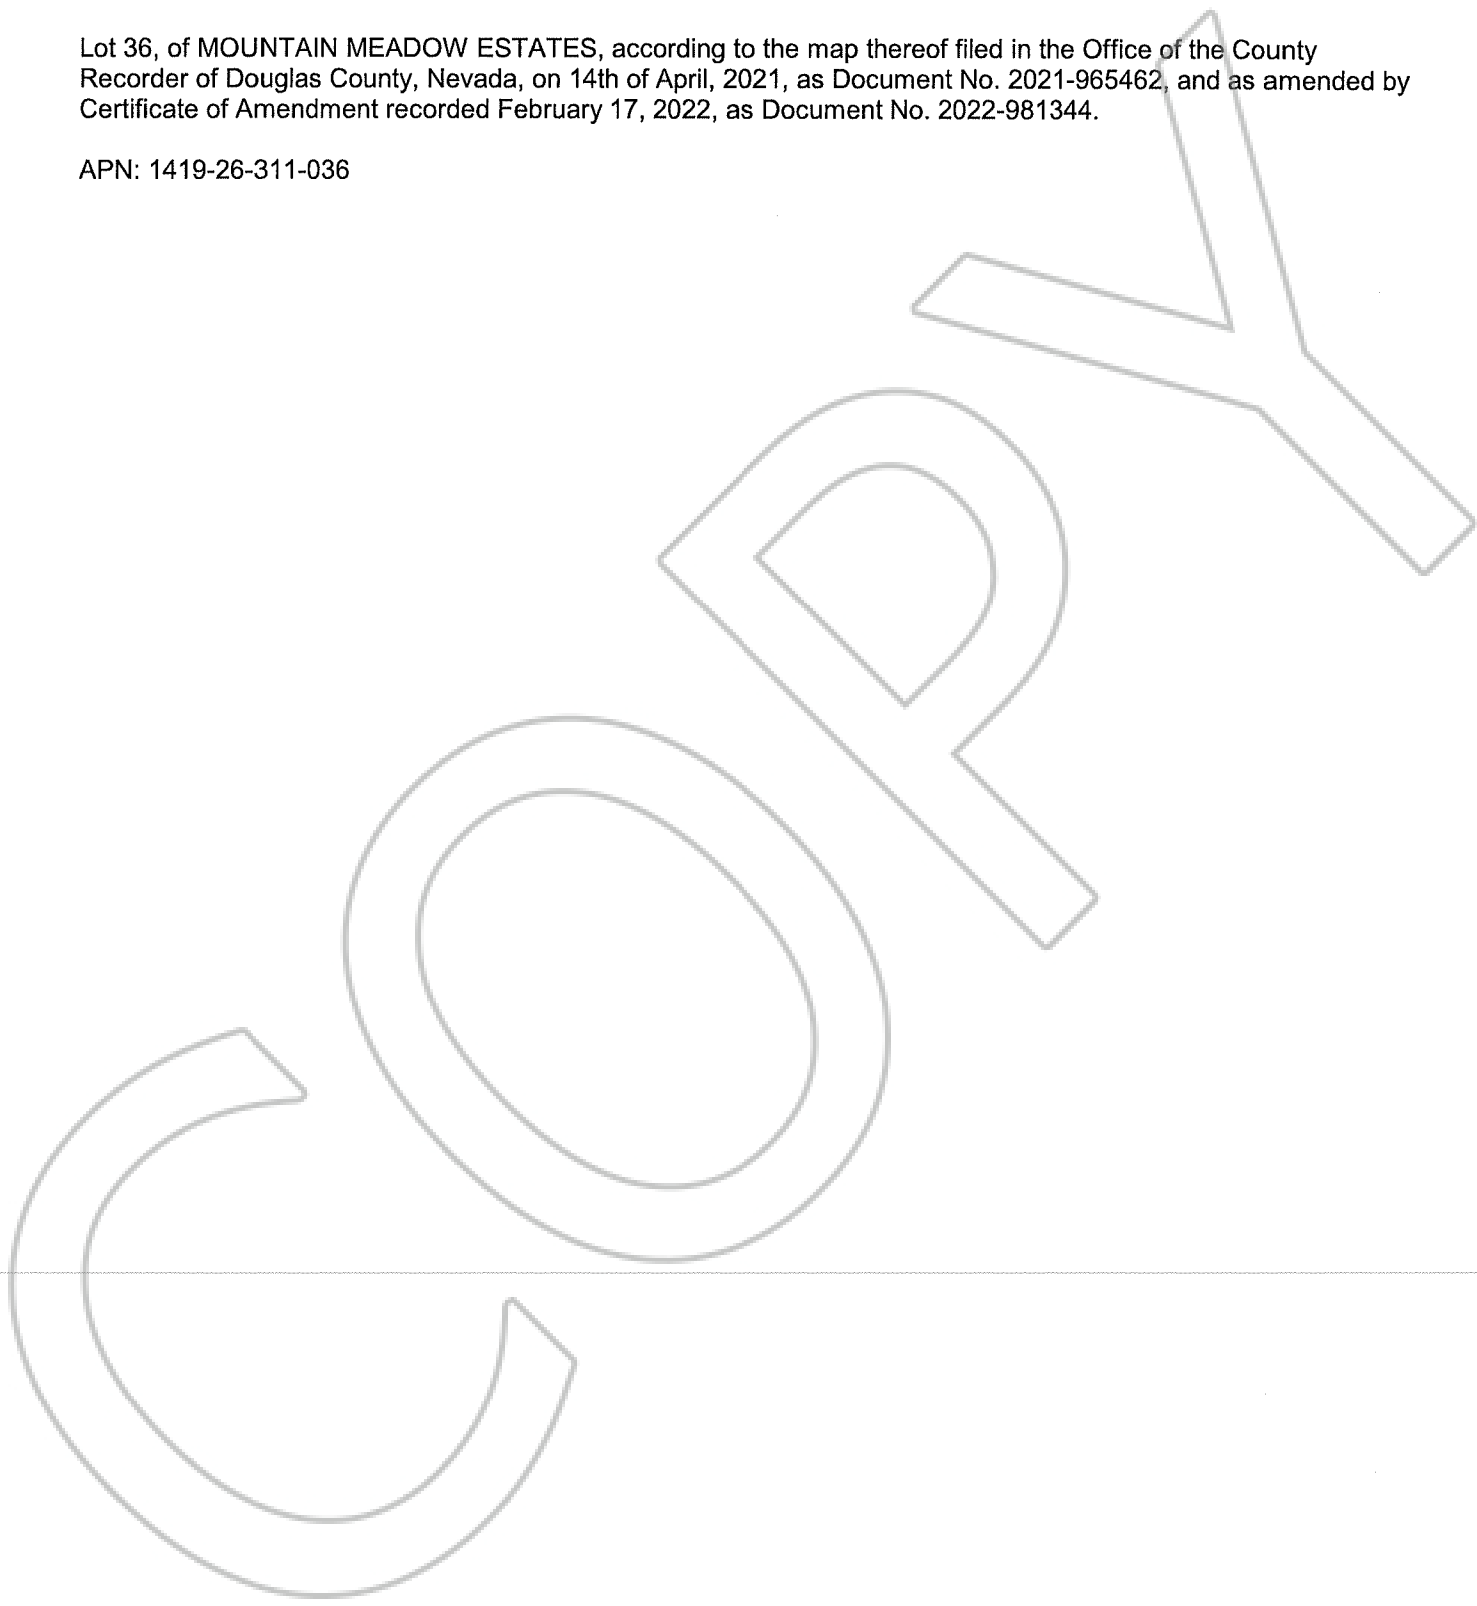 Lot 36, of MOUNTAIN MEADOW ESTATES, according to the map thereof filed in the Office of the County
Recorder of Douglas County, Nevada, on 14th of April, 2021, as Document No. 2021-965462, and as amended by
Certificate of Amendment recorded February 17, 2022, as Document No. 2022-981344.
APN: 1419-26-311-036
COPY